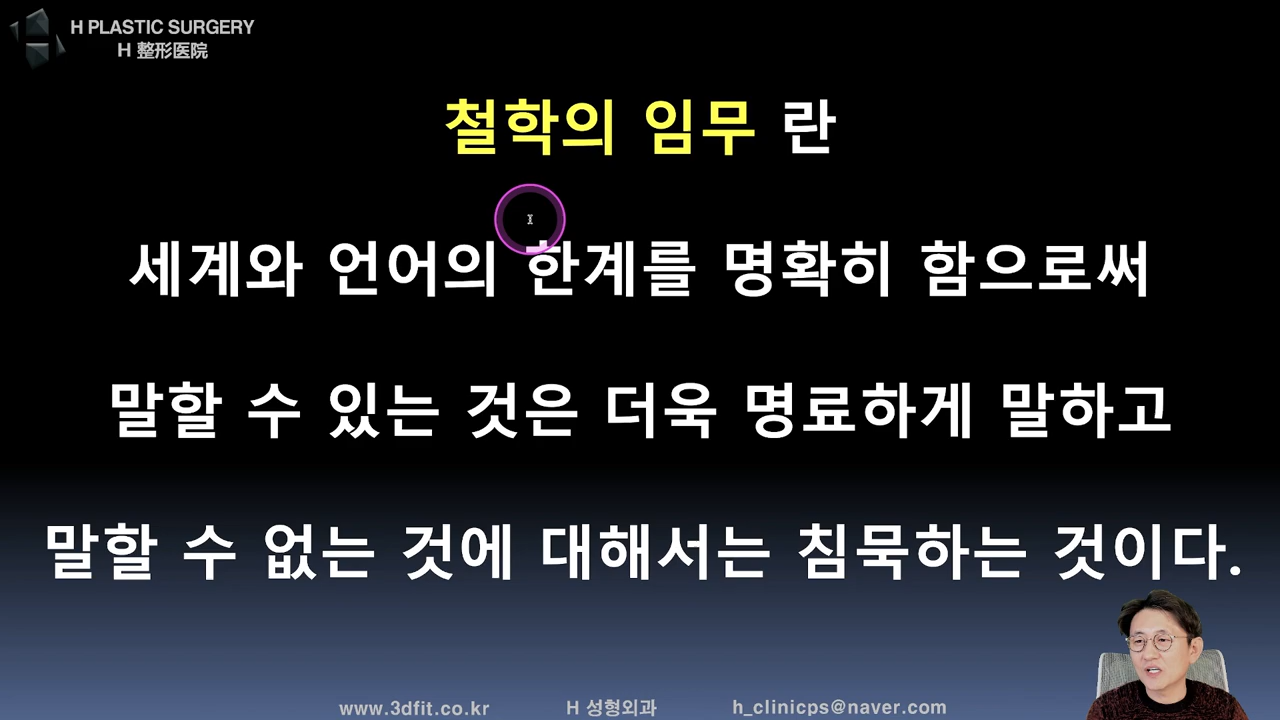 H PLASTIC SURGERY
H 整形医院
철학의 임무 란
세계와 언어의 한계를 명확히 함으로써
말할 수 있는 것은 더욱 명료하게 말하고
말할 수 없는 것에 대해서는 침묵하는 것이다.
www.3dfit.co.kr H 성형외과 h_clinicps@naver.com